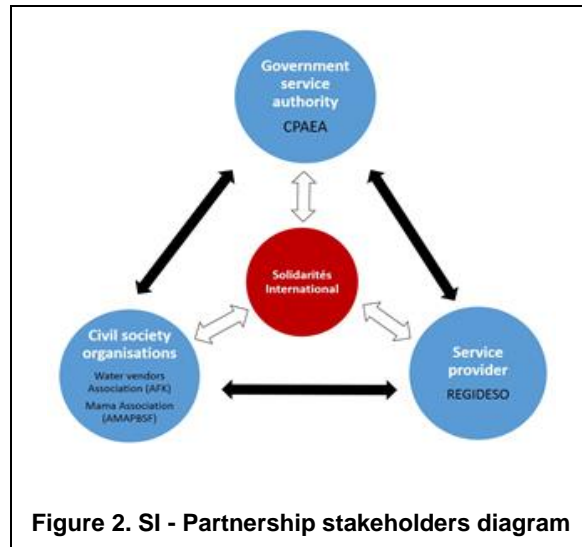 Government
service
authority
CPAEA
Solidarités
International
Civil society
organisations
Water vendors
Association (AFK)
Mama Association
(AMAPBSF)
Service
provider
REGIDESO
Figure 2. SI - Partnership stakeholders diagram